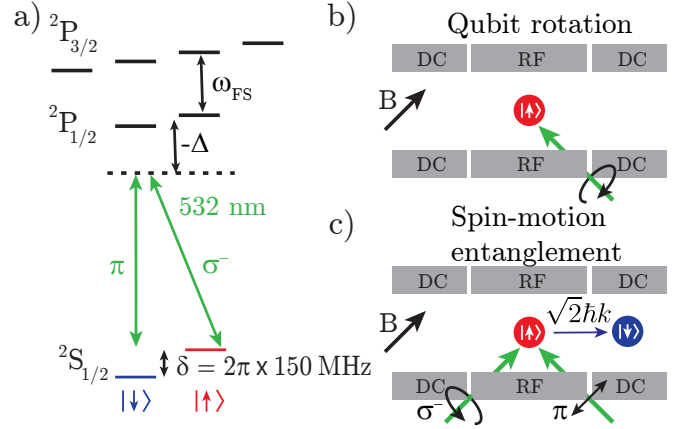 a)
²P₃/₂
ω_FS
²P₁/₂
-Δ
532 nm
π
σ⁻
²S₁/₂
δ = 2π x 150 MHz
|↓⟩
|↑⟩
b)
Qubit rotation
DC
RF
DC
B
|↑⟩
DC
RF
DC
c)
Spin-motion
entanglement
DC
RF
DC
B
|↑⟩
√2ħk
|↓⟩
DC
RF
DC
σ⁻
π